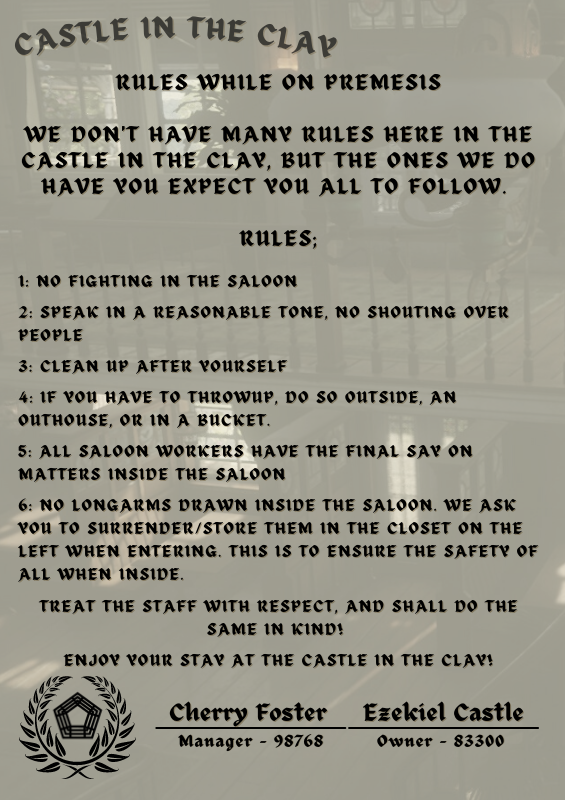 CASTLE IN THE CLAY
RULES WHILE ON PREMESIS
WE DON'T HAVE MANY RULES HERE IN THE
CASTLE IN THE CLAY, BUT THE ONES WE DO
HAVE YOU EXPECT YOU ALL TO FOLLOW.
RULES;
1: NO FIGHTING IN THE SALOON
2: SPEAK IN A REASONABLE TONE, NO SHOUTING OVER
PEOPLE
3: CLEAN UP AFTER YOURSELF
4: IF YOU HAVE TO THROWUP, DO SO OUTSIDE, AN
OUTHOUSE, OR IN A BUCKET.
5: ALL SALOON WORKERS HAVE THE FINAL SAY ON
MATTERS INSIDE THE SALOON
6: NO LONGARMS DRAWN INSIDE THE SALOON. WE ASK
YOU TO SURRENDER/STORE THEM IN THE CLOSET ON THE
LEFT WHEN ENTERING. THIS IS TO ENSURE THE SAFETY OF
ALL WHEN INSIDE.
TREAT THE STAFF WITH RESPECT, AND SHALL DO THE
SAME IN KIND!
ENJOY YOUR STAY AT THE CASTLE IN THE CLAY!
Cherry Foster Ezekiel Castle
Manager - 98768 Owner - 83300